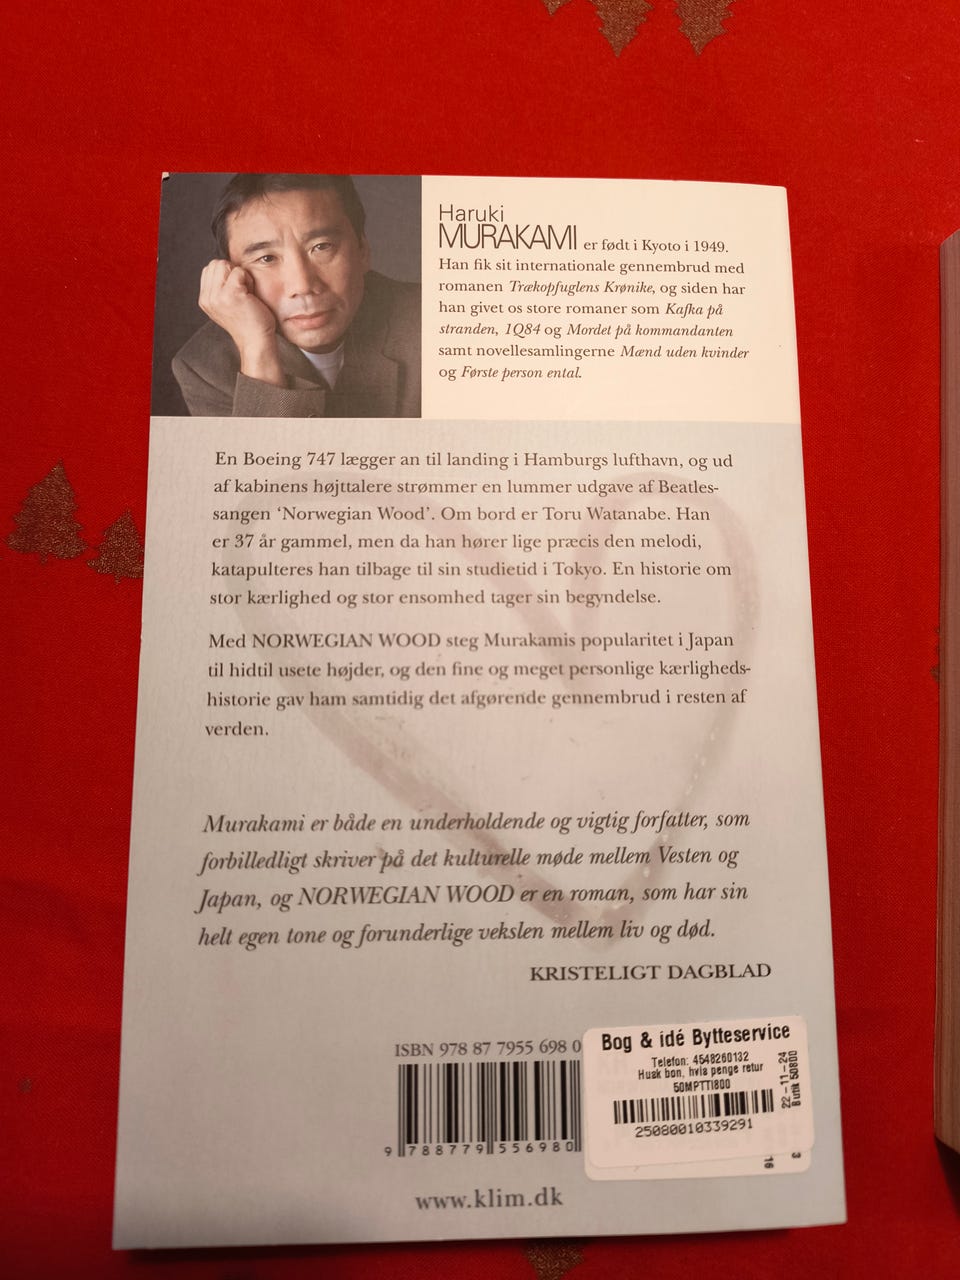 Haruki
MURAKAMI er født i Kyoto i 1949.
Han fik sit internationale gennembrud med
romanen Trækopfuglens Krønike, og siden har
han givet os store romaner som Kafka på
stranden, 1Q84 og Mordet på kommandanten
samt novellesamlingerne Mænd uden kvinder
og Første person ental.
En Boeing 747 lægger an til landing i Hamburgs lufthavn, og ud
af kabinens højttalere strømmer en lummer udgave af Beatles-
sangen ‘Norwegian Wood’. Om bord er Toru Watanabe. Han
er 37 år gammel, men da han hører lige præcis den melodi,
katapulteres han tilbage til sin studietid i Tokyo. En historie om
stor kærlighed og stor ensomhed tager sin begyndelse.
Med NORWEGIAN WOOD steg Murakamis popularitet i Japan
til hidtil usete højder, og den fine og meget personlige kærligheds-
historie gav ham samtidig det afgørende gennembrud i resten af
verden.
Murakami er både en underholdende og vigtig forfatter, som
forbilledligt skriver på det kulturelle møde mellem Vesten og
Japan, og NORWEGIAN WOOD er en roman, som har sin
helt egen tone og forunderlige vekslen mellem liv og død.
KRISTELIGT DAGBLAD
ISBN 978 87 7955 698 0
9 788779 556980
www.klim.dk
Bog & idé Bytteservice
Telefon: 4548260132
Husk bon, hvis penge retur
50MPTTI800
25080010339291
22-11-24
Butik 50800